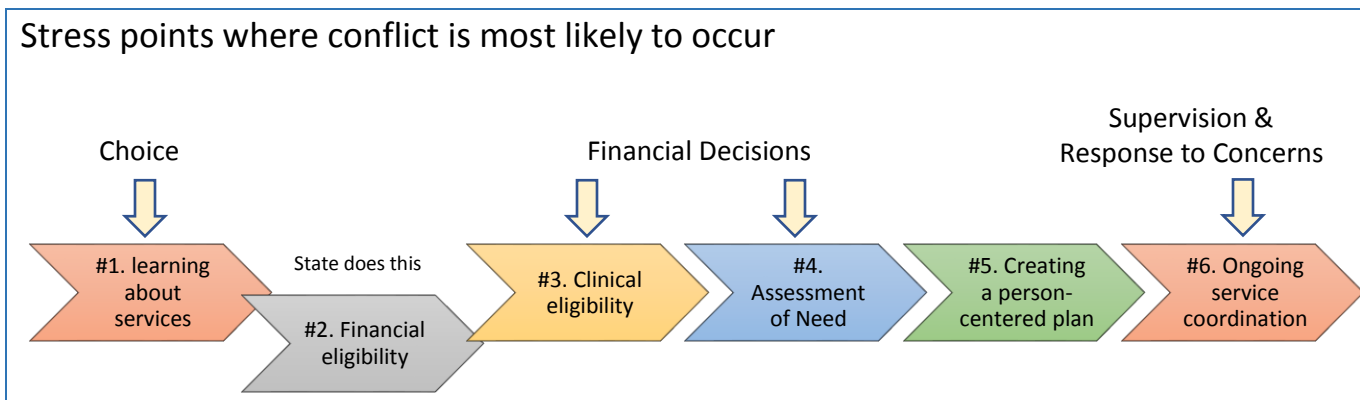 Stress points where conflict is most likely to occur
Choice
Financial Decisions
Supervision &
Response to Concerns
#1. learning
about
services
State does this
#2. Financial
eligibility
#3. Clinical
eligibility
#4.
Assessment
of Need
#5. Creating
a person-
centered plan
#6. Ongoing
service
coordination